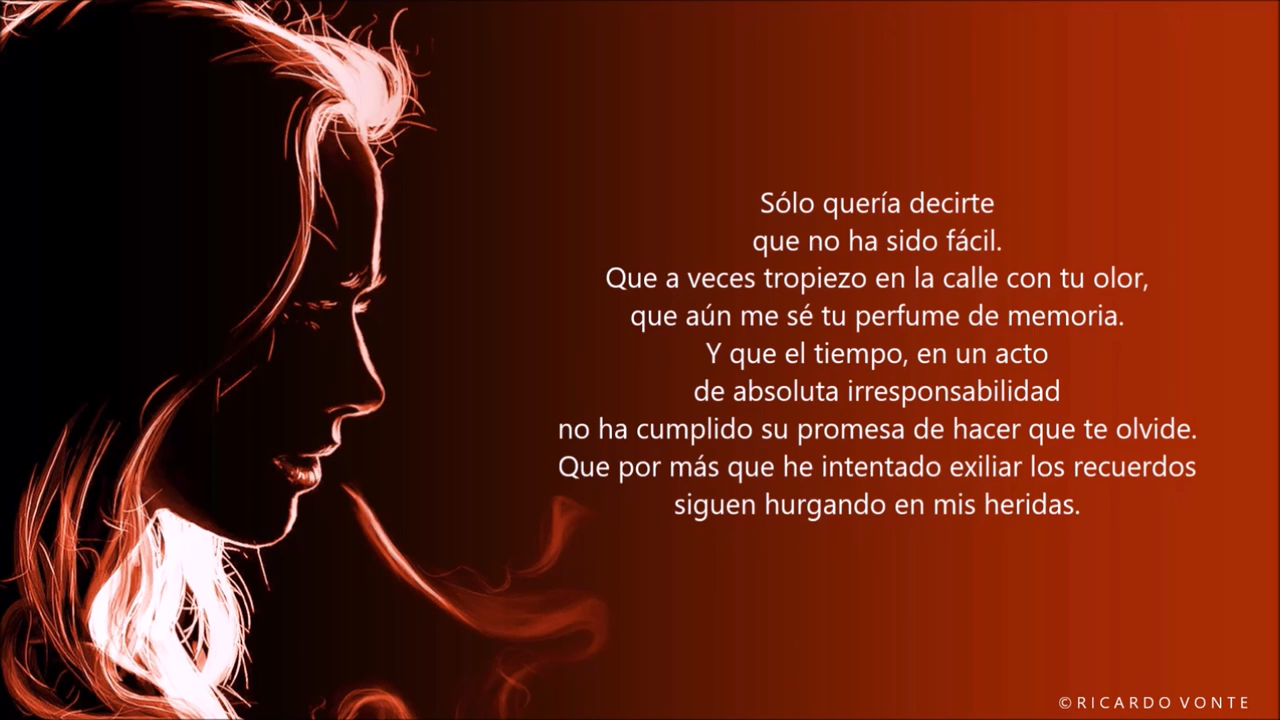 Sólo quería decirte
que no ha sido fácil.
Que a veces tropiezo en la calle con tu olor,
que aún me sé tu perfume de memoria.
Y que el tiempo, en un acto
de absoluta irresponsabilidad
no ha cumplido su promesa de hacer que te olvide.
Que por más que he intentado exiliar los recuerdos
siguen hurgando en mis heridas.
© RICARDO VONTE